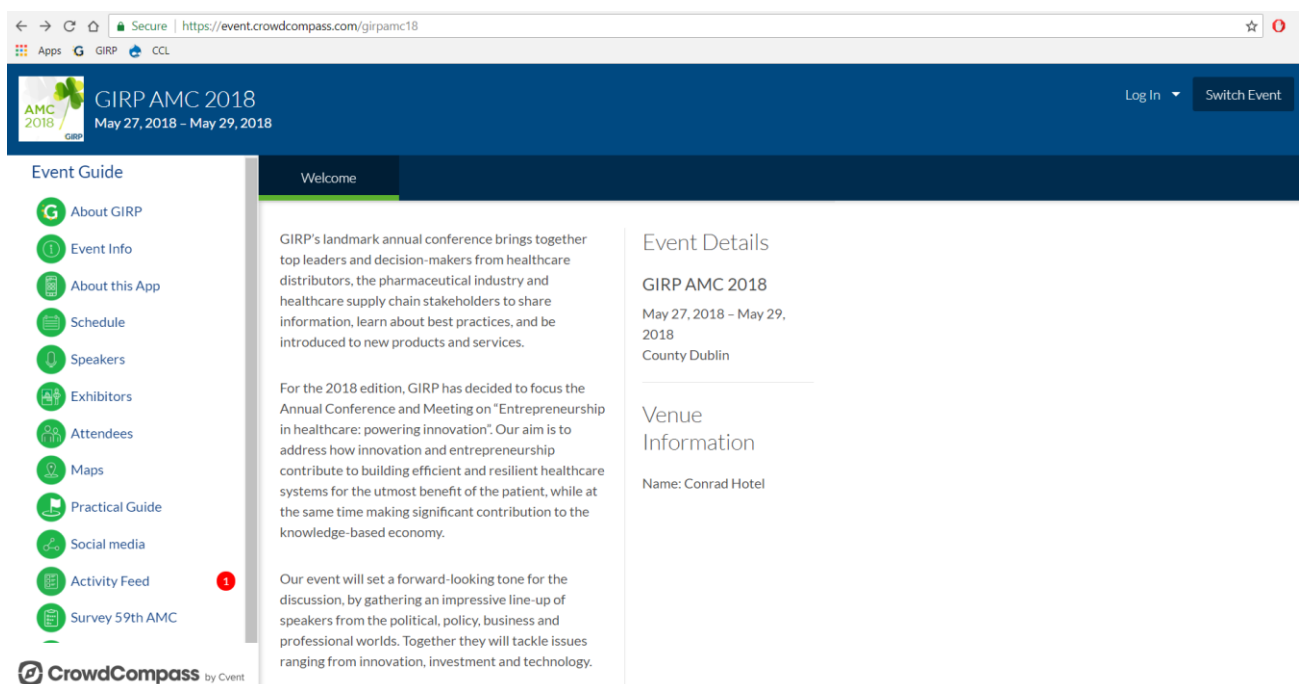 Secure | https://event.crowdcompass.com/girpamc18
Apps G GIRP CCL
AMC
2018
GIRP
GIRP AMC 2018
May 27, 2018 – May 29, 2018
Log In
Switch Event
Event Guide
G About GIRP
Event Info
About this App
Schedule
Speakers
Exhibitors
Attendees
Maps
Practical Guide
Social media
Activity Feed 1
Survey 59th AMC
CrowdCompass by Cvent
Welcome
GIRP's landmark annual conference brings together
top leaders and decision-makers from healthcare
distributors, the pharmaceutical industry and
healthcare supply chain stakeholders to share
information, learn about best practices, and be
introduced to new products and services.
For the 2018 edition, GIRP has decided to focus the
Annual Conference and Meeting on "Entrepreneurship
in healthcare: powering innovation". Our aim is to
address how innovation and entrepreneurship
contribute to building efficient and resilient healthcare
systems for the utmost benefit of the patient, while at
the same time making significant contribution to the
knowledge-based economy.
Our event will set a forward-looking tone for the
discussion, by gathering an impressive line-up of
speakers from the political, policy, business and
professional worlds. Together they will tackle issues
ranging from innovation, investment and technology.
Event Details
GIRP AMC 2018
May 27, 2018 – May 29,
2018
County Dublin
Venue
Information
Name: Conrad Hotel